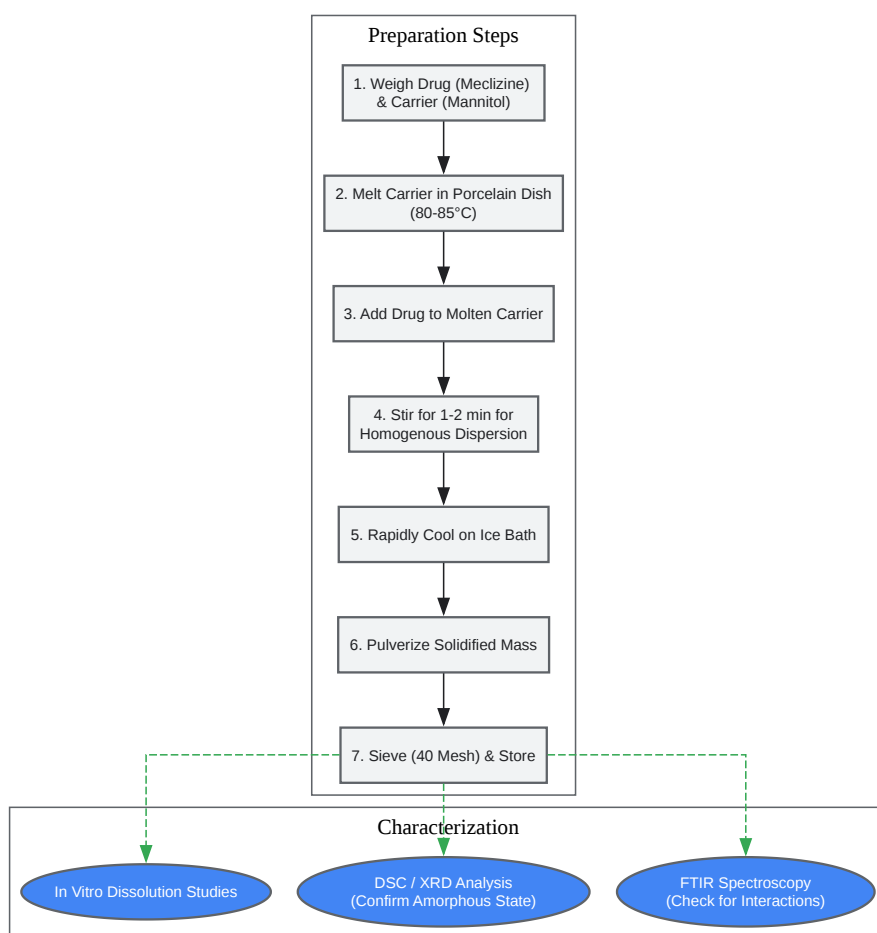 Preparation Steps
1. Weigh Drug (Meclizine)
& Carrier (Mannitol)
2. Melt Carrier in Porcelain Dish
(80-85°C)
3. Add Drug to Molten Carrier
4. Stir for 1-2 min for
Homogenous Dispersion
5. Rapidly Cool on Ice Bath
6. Pulverize Solidified Mass
7. Sieve (40 Mesh) & Store
Characterization
In Vitro Dissolution Studies
DSC / XRD Analysis
(Confirm Amorphous State)
FTIR Spectroscopy
(Check for Interactions)